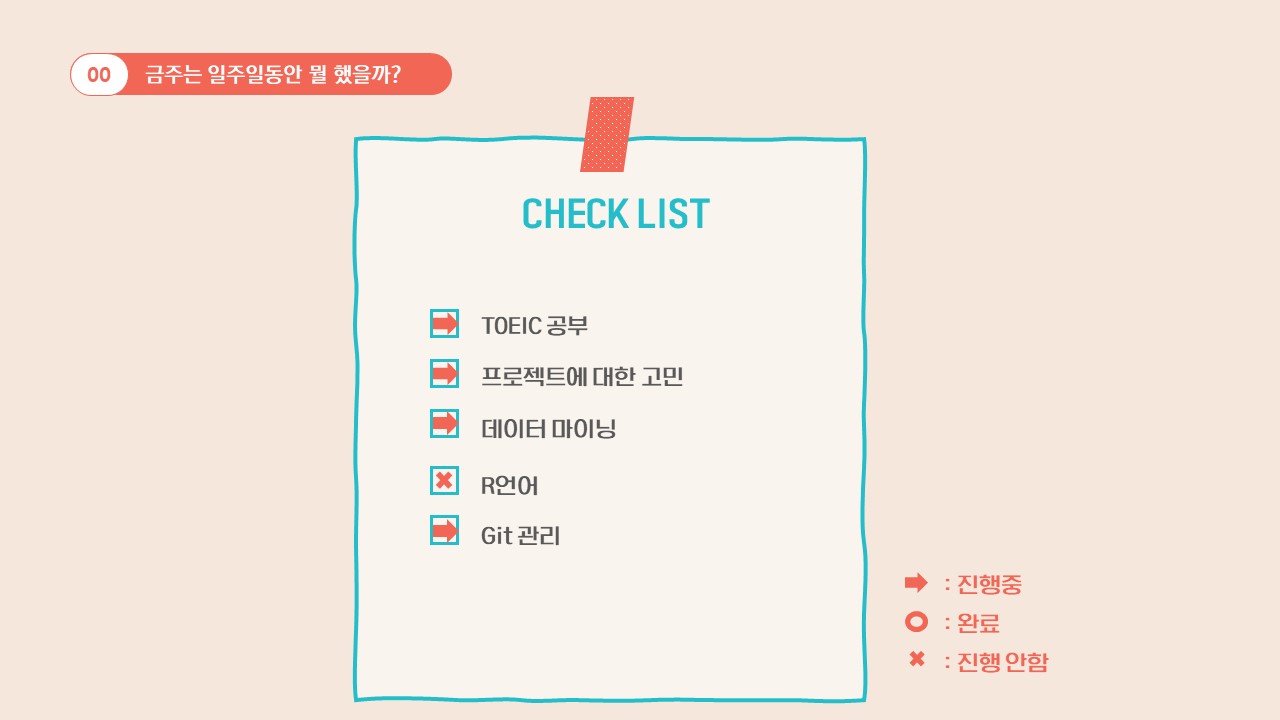 00 금주는 일주일동안 뭘 했을까?
CHECK LIST
TOEIC 공부
프로젝트에 대한 고민
데이터 마이닝
R언어
Git 관리
: 진행중
: 완료
: 진행 안함